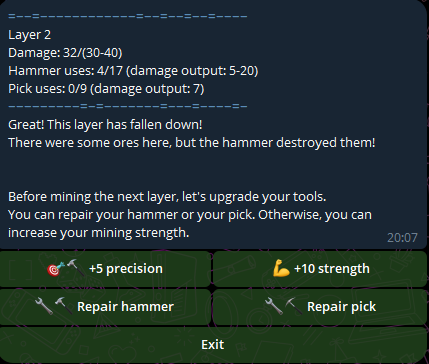 =--=-----------=--=--=--=----
Layer 2
Damage: 32/(30-40)
Hammer uses: 4/17 (damage output: 5-20)
Pick uses: 0/9 (damage output: 7)
---------=-=-------=---=----=-
Great! This layer has fallen down!
There were some ores here, but the hammer destroyed them!
Before mining the next layer, let's upgrade your tools.
You can repair your hammer or your pick. Otherwise, you can
increase your mining strength.
20:07
+5 precision
+10 strength
Repair hammer
Repair pick
Exit